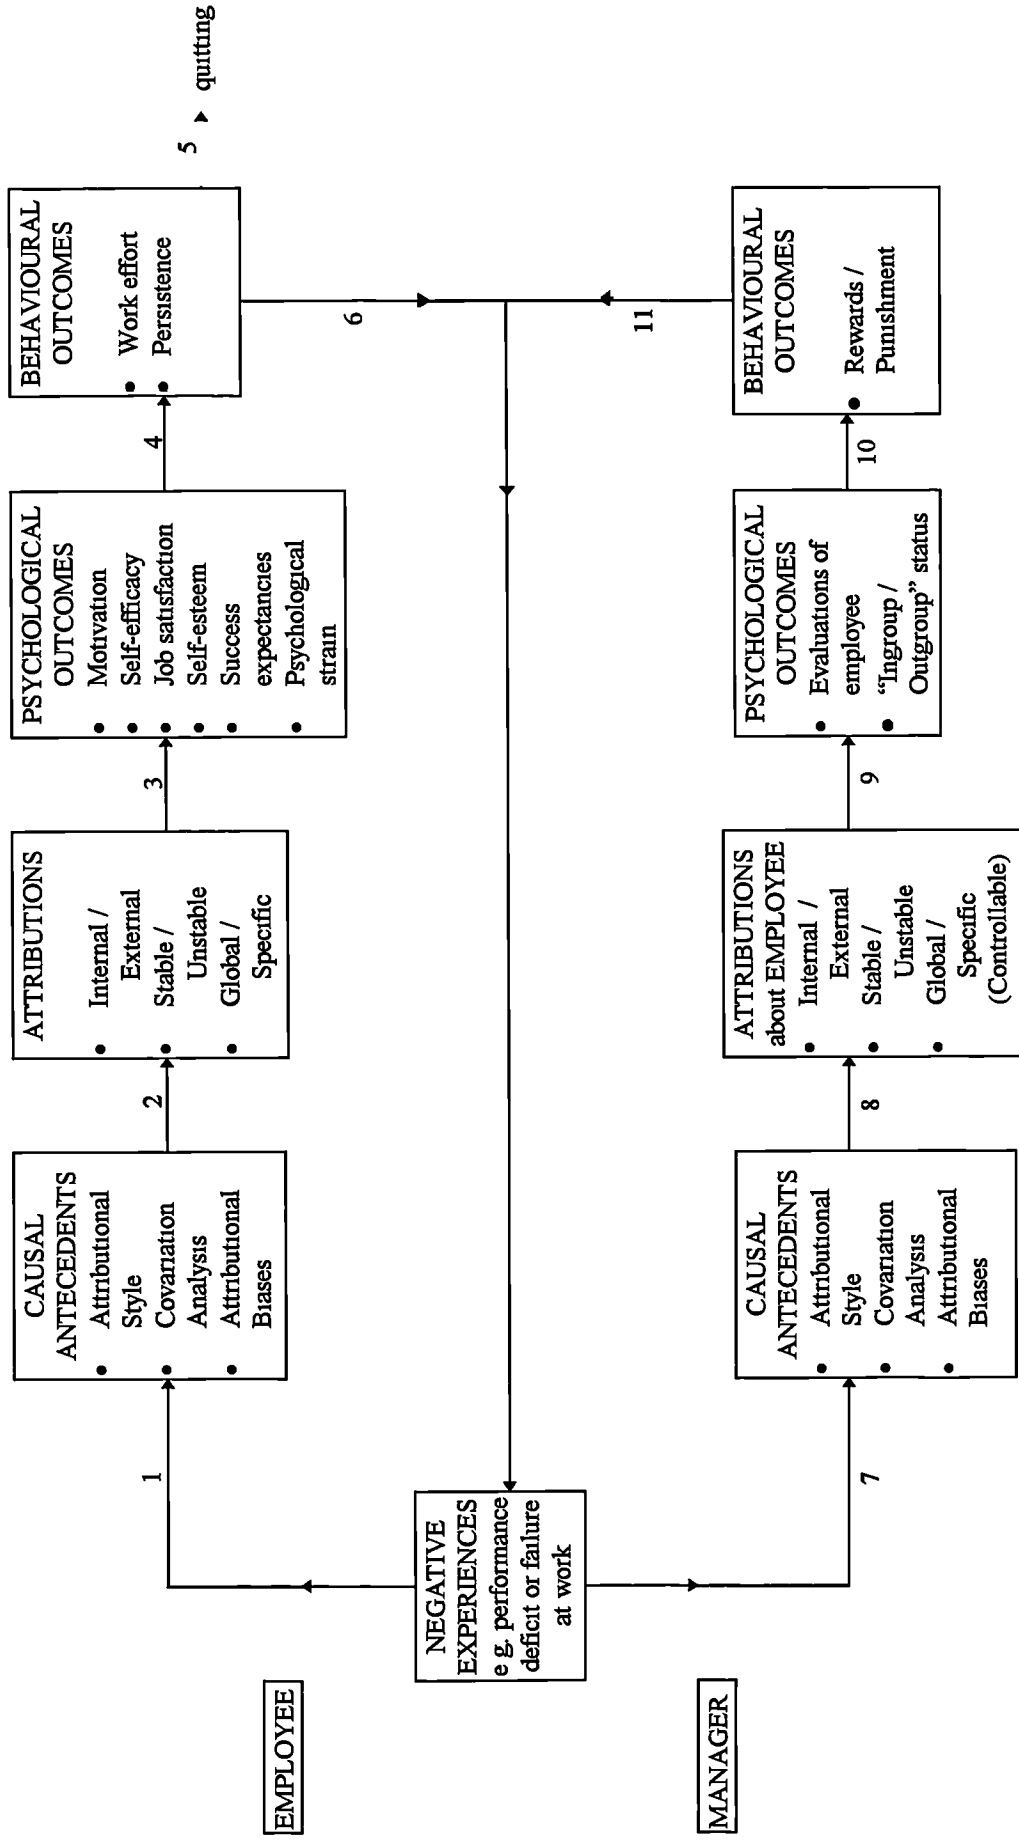 EMPLOYEE
1
CAUSAL
ANTECEDENTS
• Attributional
Style
• Covariation
Analysis
• Attributional
Biases
2
ATTRIBUTIONS
• Internal /
External
• Stable /
Unstable
• Global /
Specific
3
PSYCHOLOGICAL
OUTCOMES
• Motivation
• Self-efficacy
• Job satisfaction
• Self-esteem
• Success
expectancies
• Psychological
strain
4
BEHAVIOURAL
OUTCOMES
• Work effort
• Persistence
5
quitting
6
NEGATIVE
EXPERIENCES
e g. performance
deficit or failure
at work
MANAGER
7
CAUSAL
ANTECEDENTS
• Attributional
Style
• Covariation
Analysis
• Attributional
Biases
8
ATTRIBUTIONS
about EMPLOYEE
• Internal /
External
• Stable /
Unstable
• Global /
Specific
(Controllable)
9
PSYCHOLOGICAL
OUTCOMES
• Evaluations of
employee
• “Ingroup /
Outgroup” status
10
BEHAVIOURAL
OUTCOMES
• Rewards /
Punishment
11